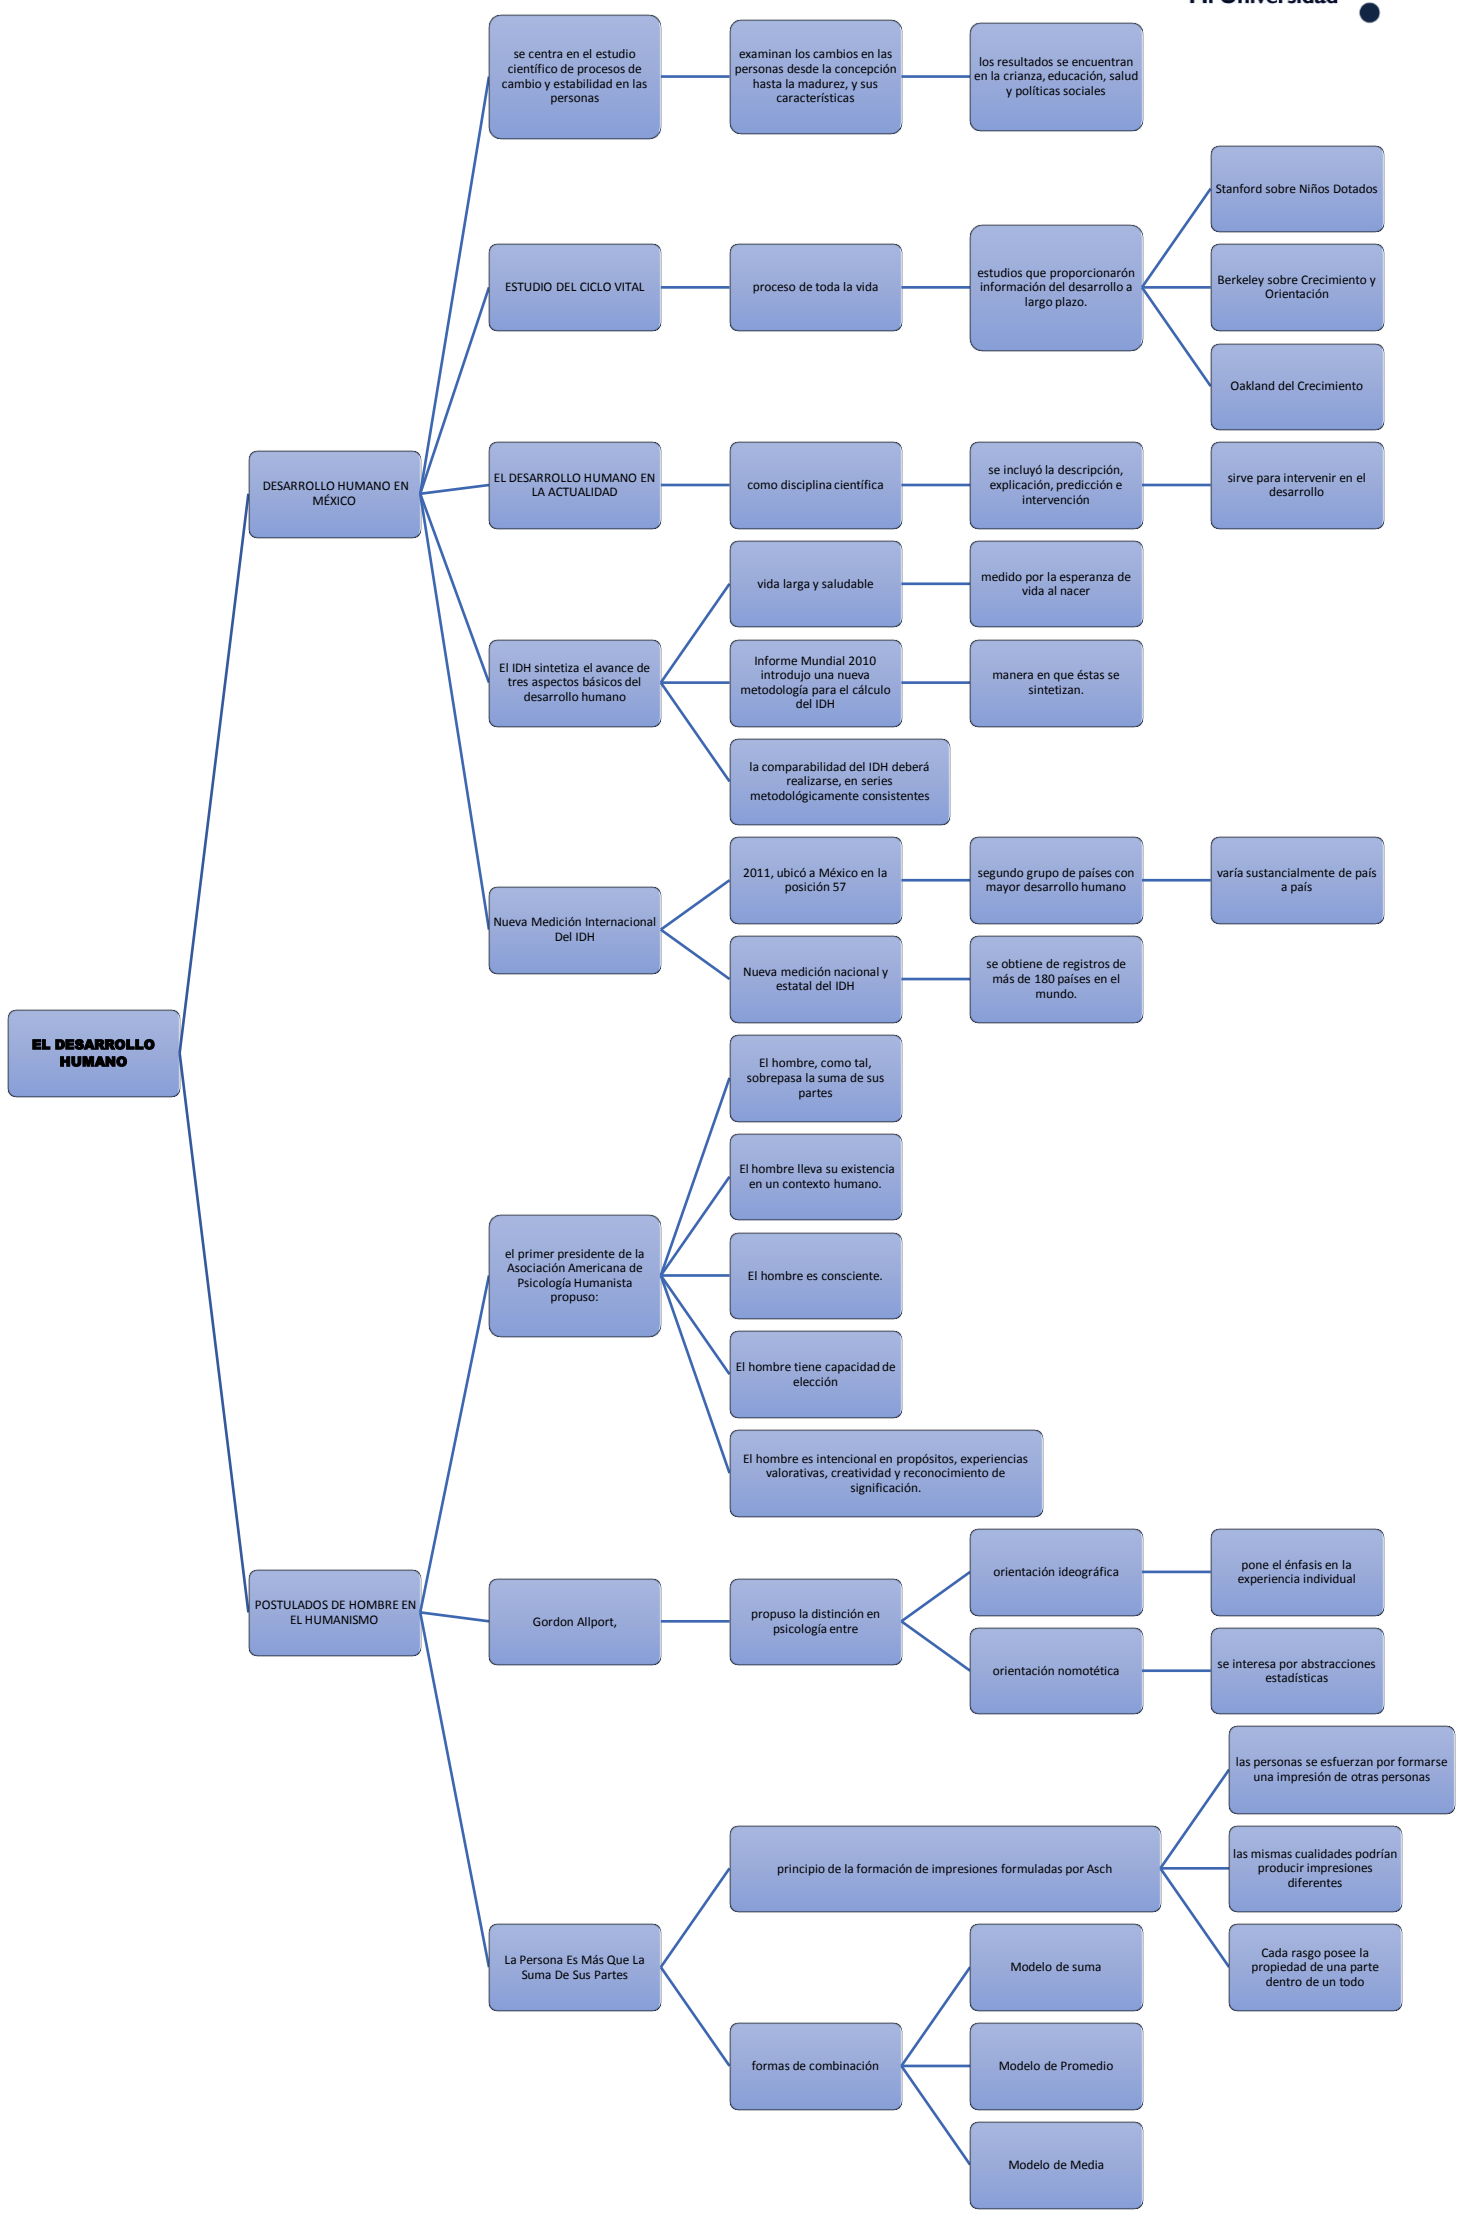 Mi Universidad
se centra en el estudio
científico de procesos de
cambio y estabilidad en las
personas
examinan los cambios en las
personas desde la concepción
hasta la madurez, y sus
características
los resultados se encuentran
en la crianza, educación, salud
y políticas sociales
Stanford sobre Niños Dotados
ESTUDIO DEL CICLO VITAL
proceso de toda la vida
estudios que proporcionarón
información del desarrollo a
largo plazo.
Berkeley sobre Crecimiento y
Orientación
Oakland del Crecimiento
DESARROLLO HUMANO EN
MÉXICO
EL DESARROLLO HUMANO EN
LA ACTUALIDAD
como disciplina científica
se incluyó la descripción,
explicación, predicción e
intervención
sirve para intervenir en el
desarrollo
vida larga y saludable
medido por la esperanza de
vida al nacer
El IDH sintetiza el avance de
tres aspectos básicos del
desarrollo humano
Informe Mundial 2010
introdujo una nueva
metodología para el cálculo
del IDH
manera en que éstas se
sintetizan.
la comparabilidad del IDH deberá
realizarse, en series
metodológicamente consistentes
Nueva Medición Internacional
Del IDH
2011, ubicó a México en la
posición 57
segundo grupo de países con
mayor desarrollo humano
varía sustancialmente de país
a país
Nueva medición nacional y
estatal del IDH
se obtiene de registros de
más de 180 países en el
mundo.
EL DESARROLLO
HUMANO
El hombre, como tal,
sobrepasa la suma de sus
partes
El hombre lleva su existencia
en un contexto humano.
el primer presidente de la
Asociación Americana de
Psicología Humanista
propuso:
El hombre es consciente.
El hombre tiene capacidad de
elección
El hombre es intencional en propósitos, experiencias
valorativas, creatividad y reconocimiento de
significación.
POSTULADOS DE HOMBRE EN
EL HUMANISMO
Gordon Allport,
propuso la distinción en
psicología entre
orientación ideográfica
pone el énfasis en la
experiencia individual
orientación nomotética
se interesa por abstracciones
estadísticas
La Persona Es Más Que La
Suma De Sus Partes
principio de la formación de impresiones formuladas por Asch
las personas se esfuerzan por formarse
una impresión de otras personas
las mismas cualidades podrían
producir impresiones
diferentes
Cada rasgo posee la
propiedad de una parte
dentro de un todo
formas de combinación
Modelo de suma
Modelo de Promedio
Modelo de Media